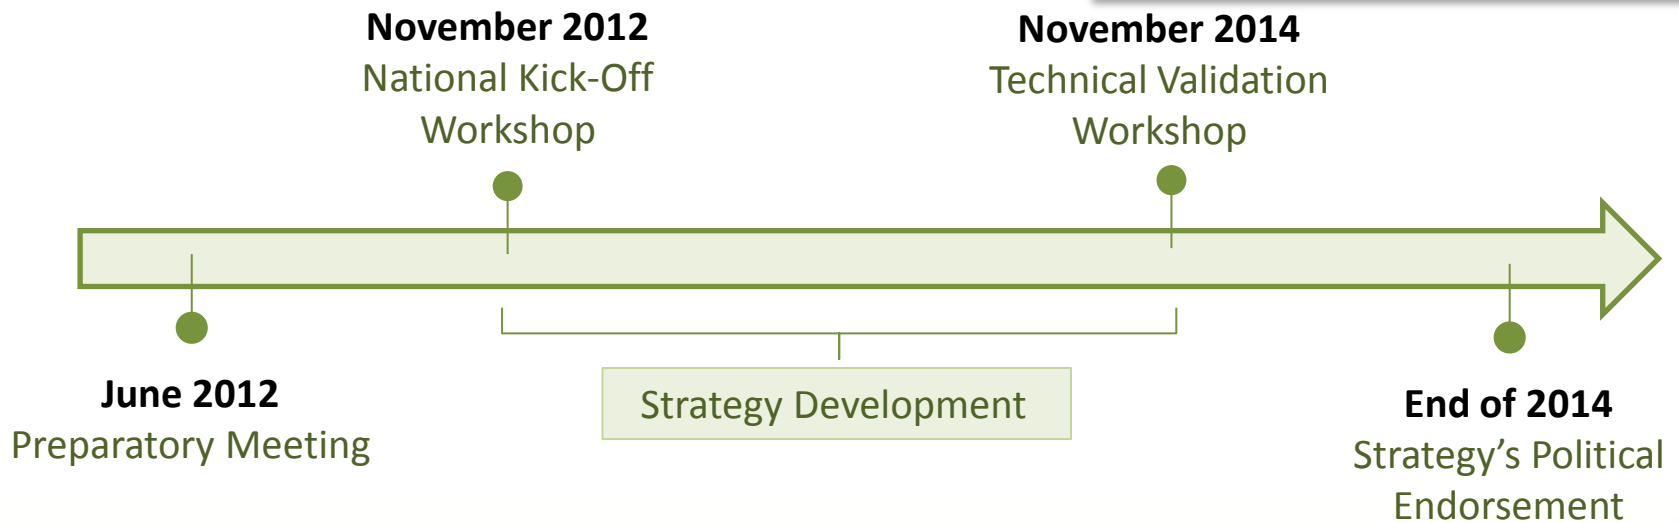 November 2012
National Kick-Off
Workshop
November 2014
Technical Validation
Workshop
June 2012
Preparatory Meeting
Strategy Development
End of 2014
Strategy’s Political
Endorsement